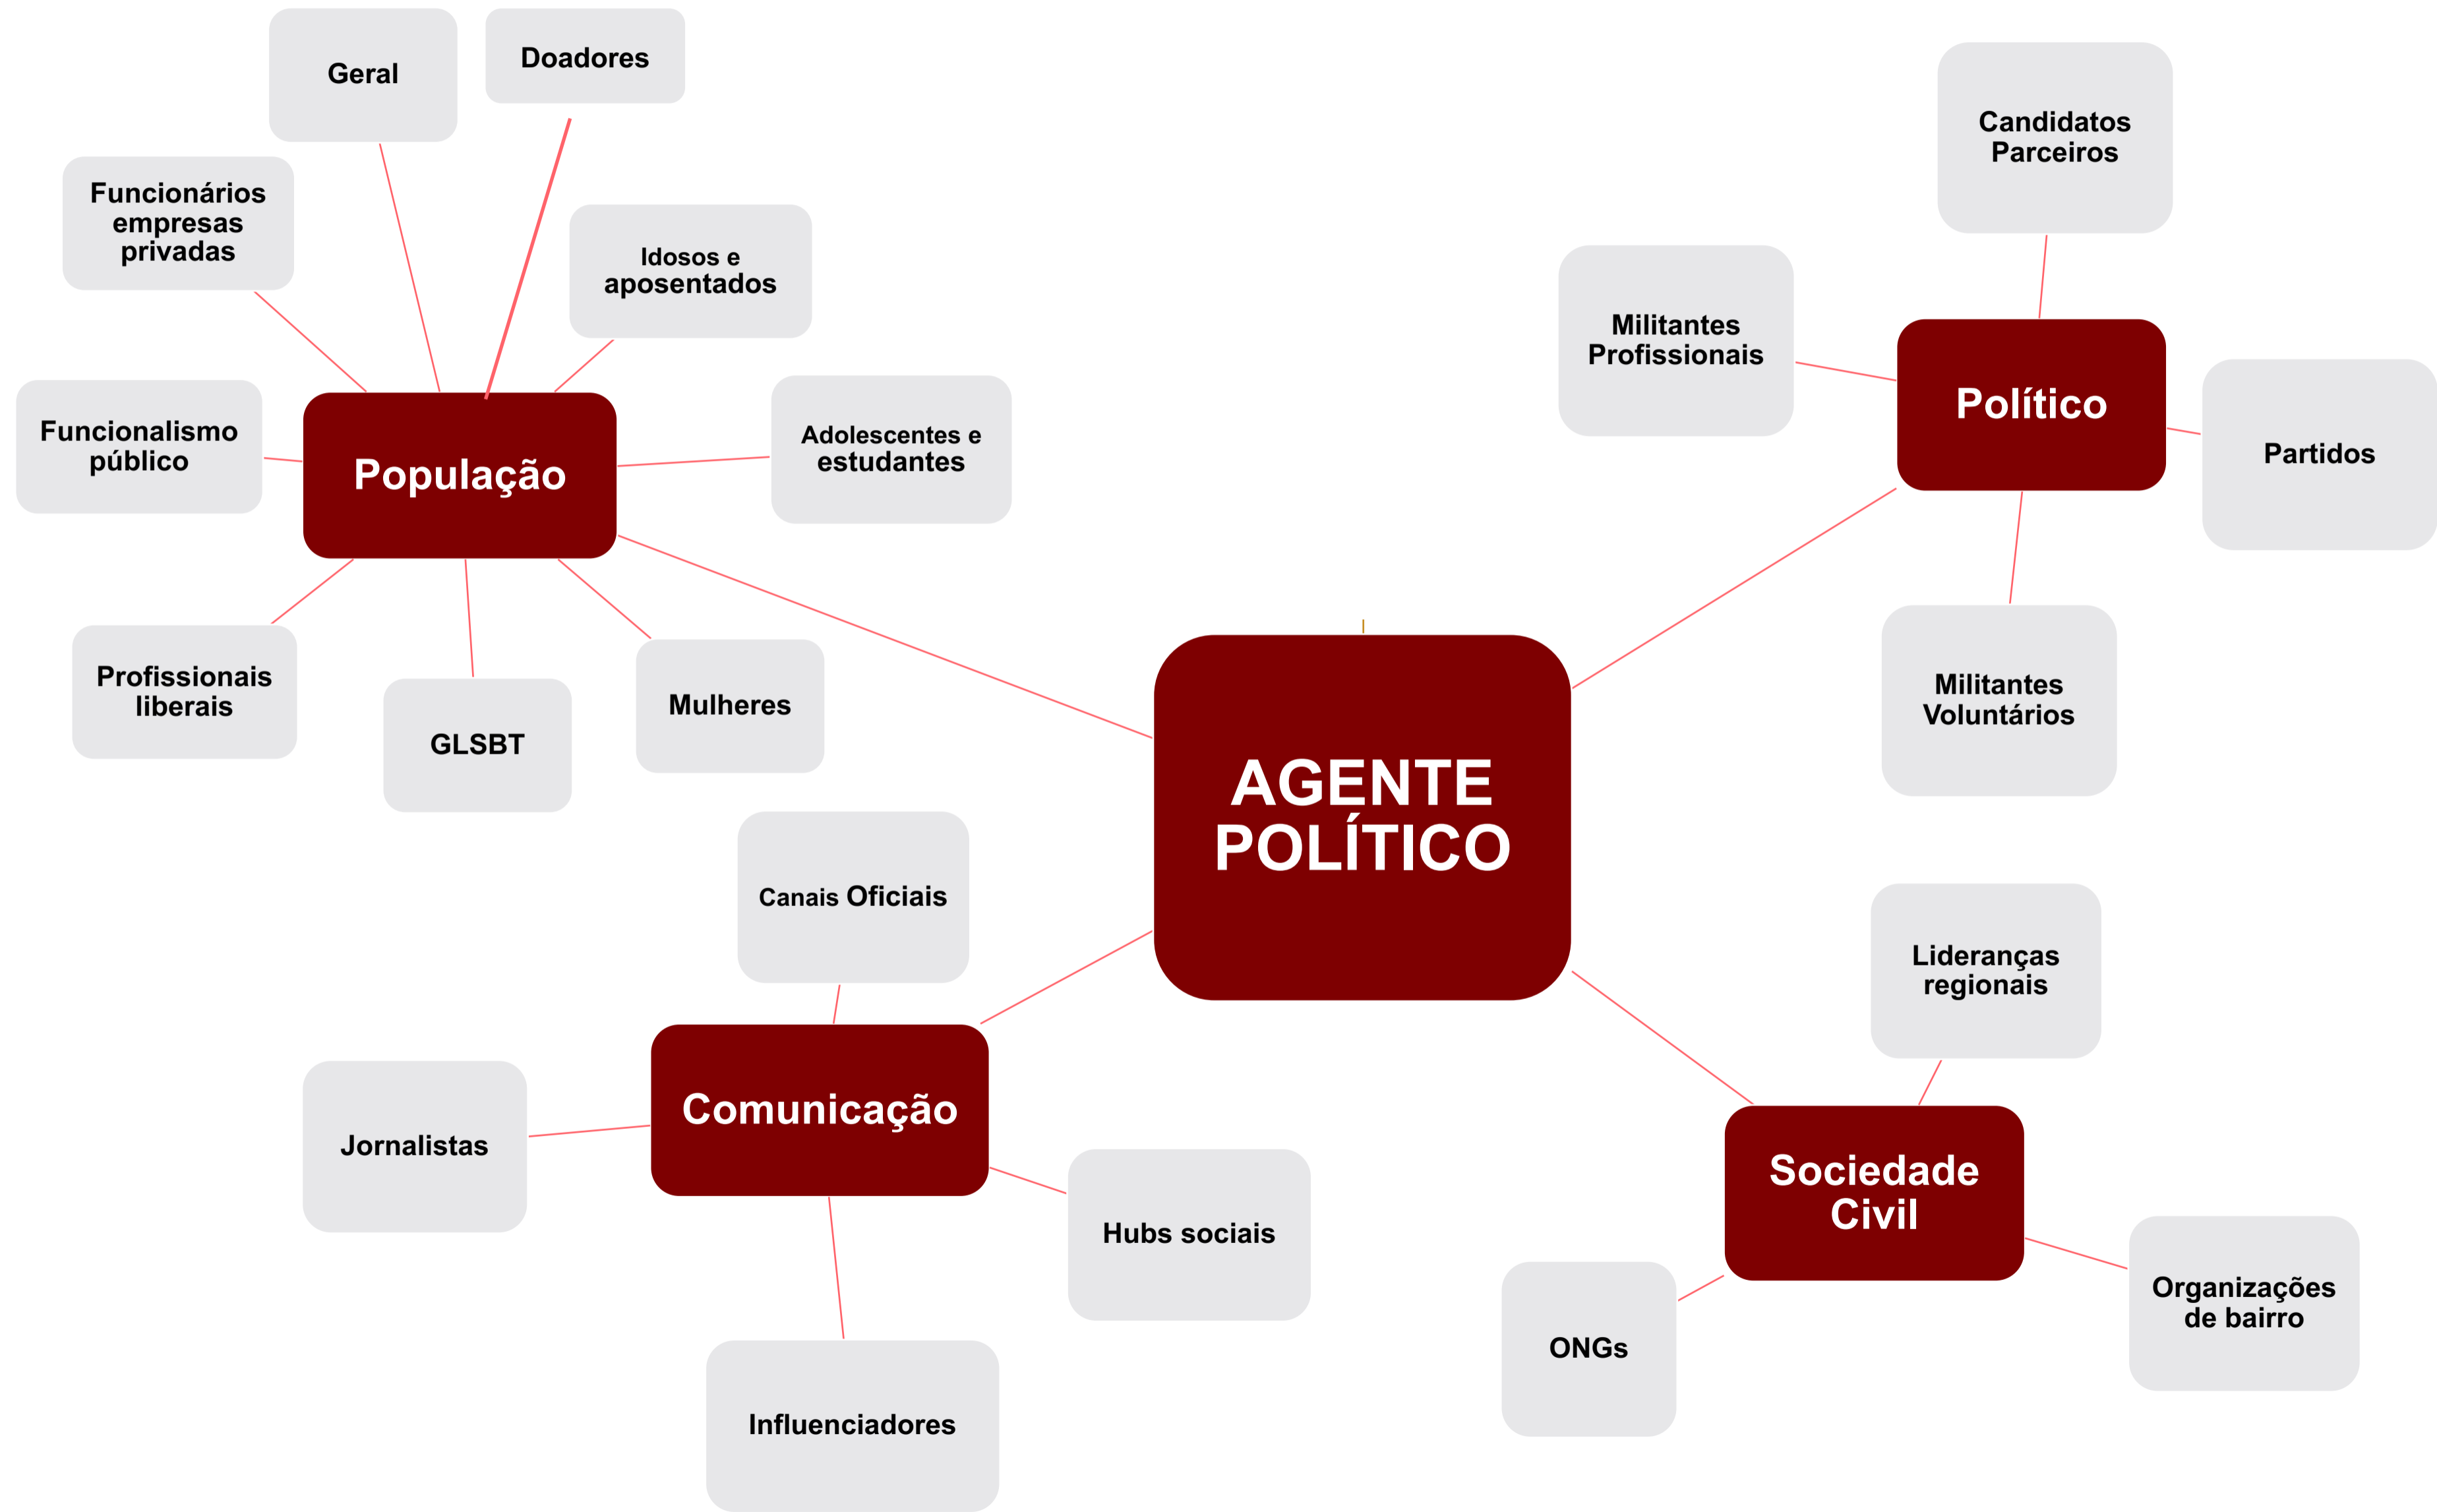 Geral
Doadores
Funcionários
empresas
privadas
Idosos e
aposentados
Funcionalismo
público
População
Adolescentes e
estudantes
Profissionais
liberais
GLSBT
Mulheres
Candidatos
Parceiros
Militantes
Profissionais
Político
Partidos
Militantes
Voluntários
AGENTE
POLÍTICO
Canais Oficiais
Comunicação
Jornalistas
Hubs sociais
Influenciadores
Lideranças
regionais
Sociedade
Civil
ONGs
Organizações
de bairro